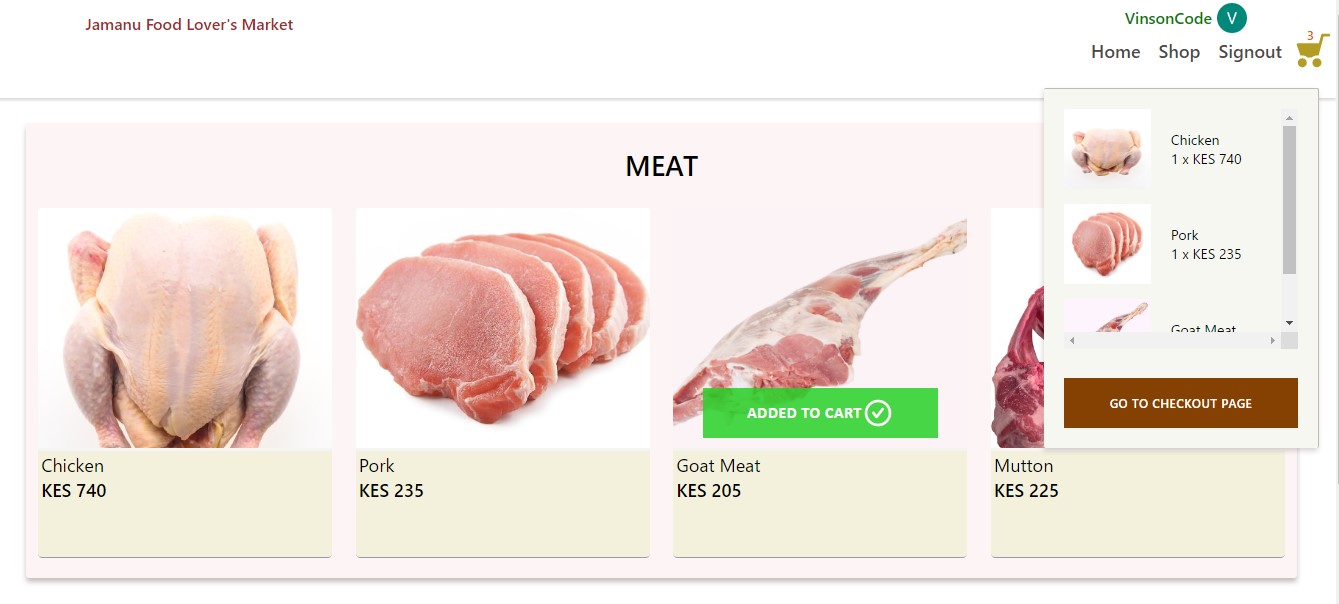 Jamanu Food Lover's Market
VinsonCode V
Home Shop Signout 3
MEAT
Chicken
1 x KES 740
Pork
1 x KES 235
Goat Meat
GO TO CHECKOUT PAGE
ADDED TO CART
Chicken
KES 740
Pork
KES 235
Goat Meat
KES 205
Mutton
KES 225